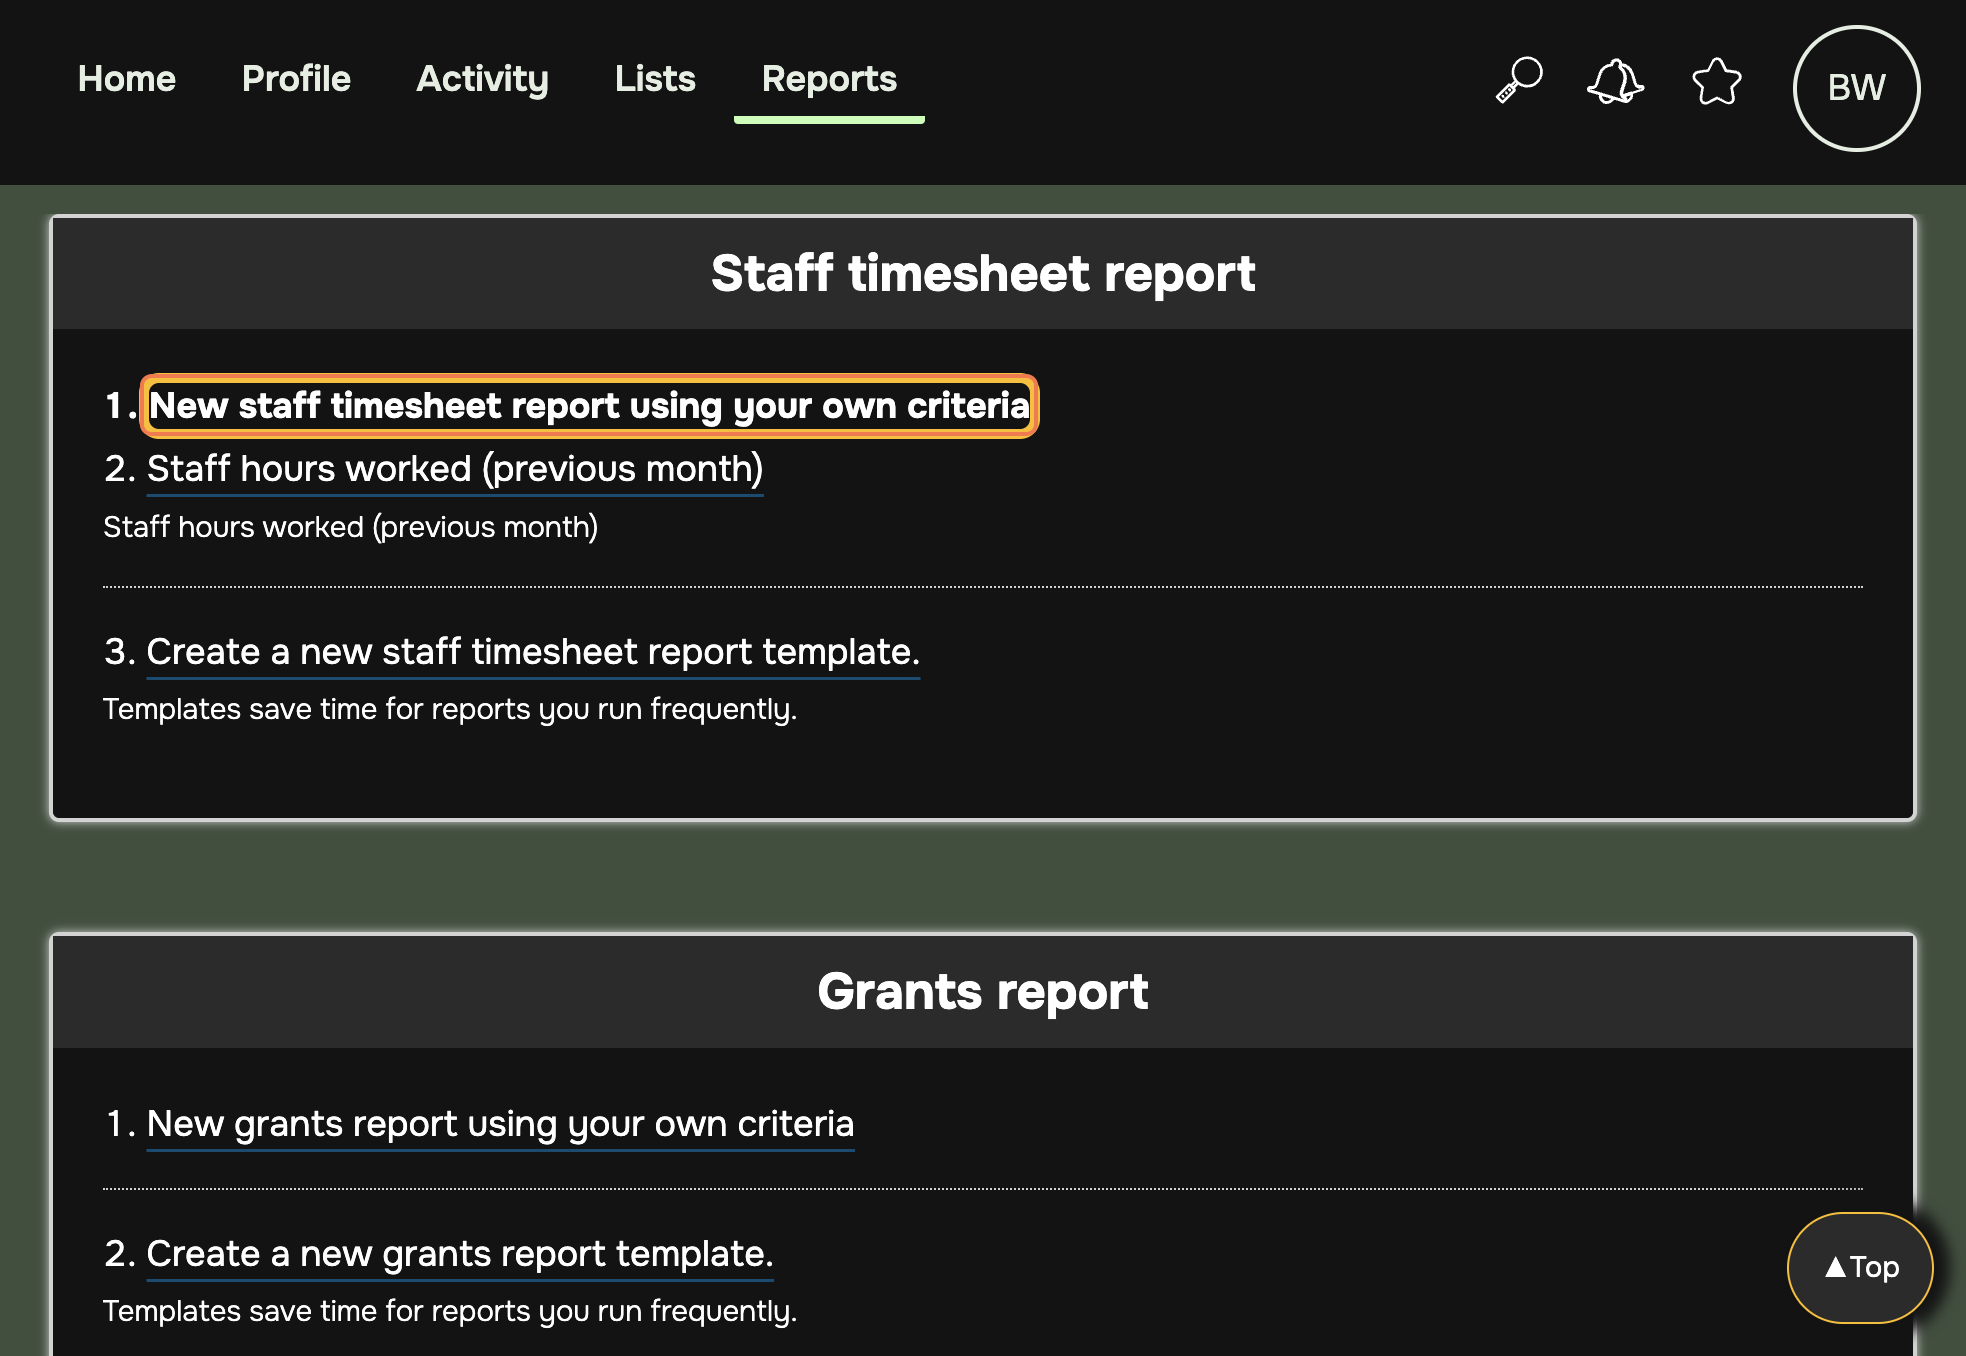 Home Profile Activity Lists Reports BW
Staff timesheet report
1. New staff timesheet report using your own criteria
2. Staff hours worked (previous month)
Staff hours worked (previous month)
3. Create a new staff timesheet report template.
Templates save time for reports you run frequently.
Grants report
1. New grants report using your own criteria
2. Create a new grants report template.
Templates save time for reports you run frequently.
▲Top